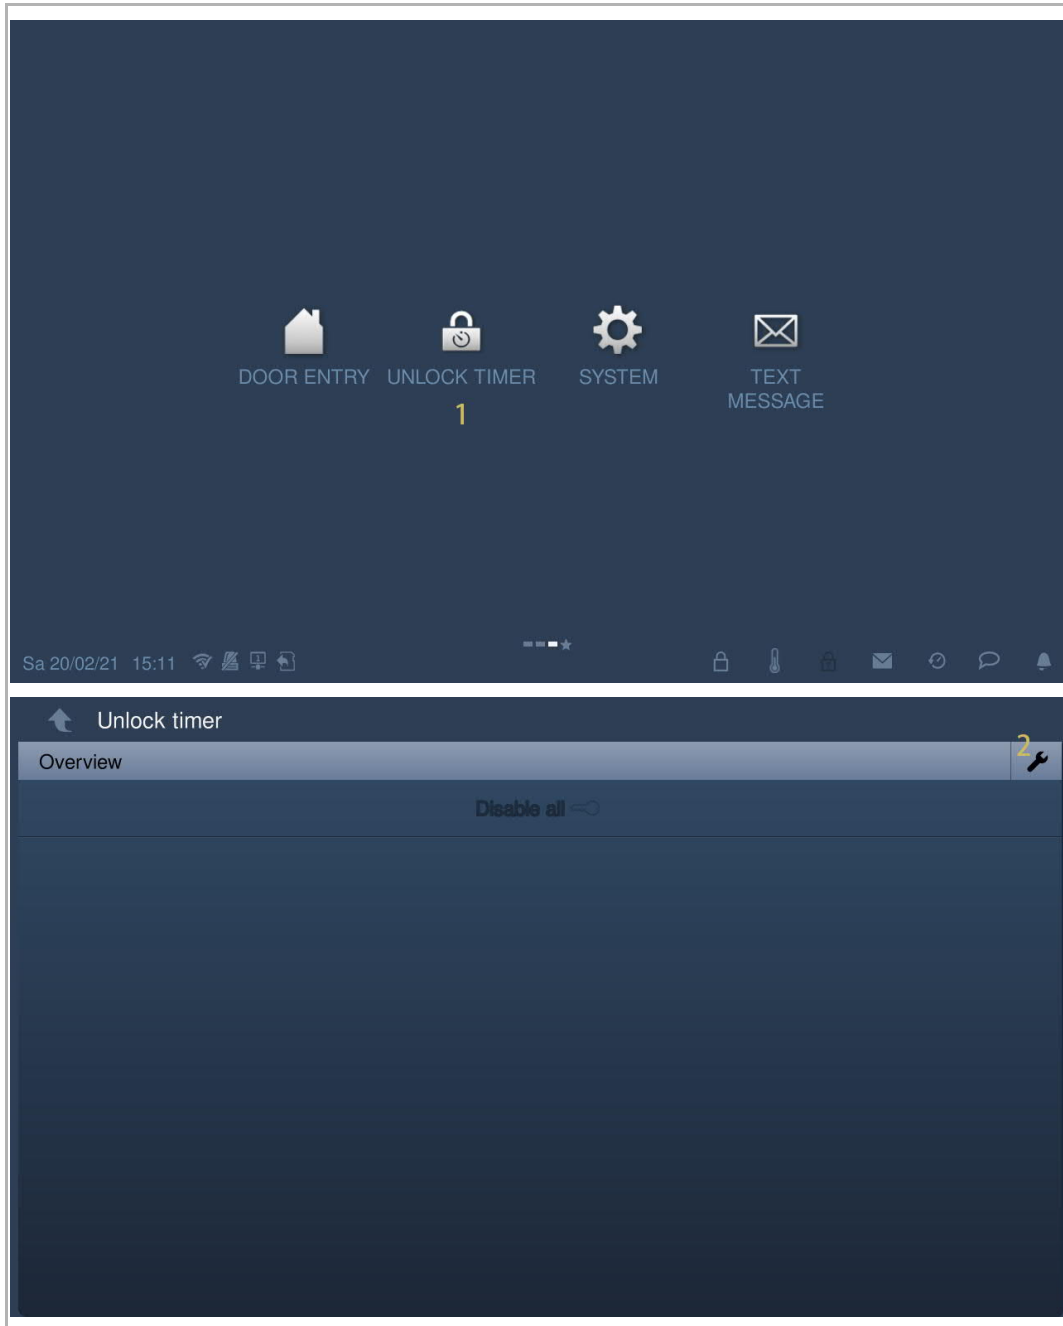 DOOR ENTRY UNLOCK TIMER SYSTEM TEXT
MESSAGE
1
Sa 20/02/21 15:11
Unlock timer
2
Overview
Disable all